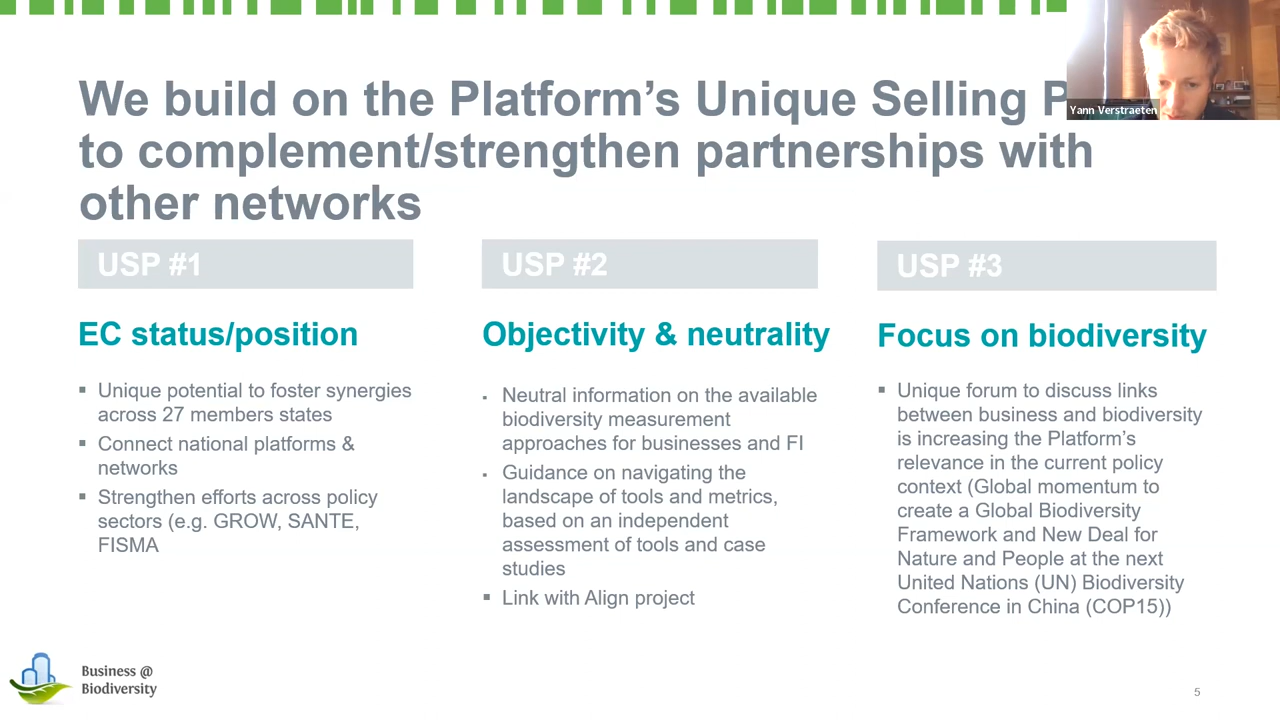 We build on the Platform’s Unique Selling P
to complement/strengthen partnerships with
other networks
Yann Verstraeten
USP #1
EC status/position
▪ Unique potential to foster synergies
across 27 members states
▪ Connect national platforms &
networks
▪ Strengthen efforts across policy
sectors (e.g. GROW, SANTE,
FISMA
USP #2
Objectivity & neutrality
▪ Neutral information on the available
biodiversity measurement
approaches for businesses and FI
▪ Guidance on navigating the
landscape of tools and metrics,
based on an independent
assessment of tools and case
studies
▪ Link with Align project
USP #3
Focus on biodiversity
▪ Unique forum to discuss links
between business and biodiversity
is increasing the Platform’s
relevance in the current policy
context (Global momentum to
create a Global Biodiversity
Framework and New Deal for
Nature and People at the next
United Nations (UN) Biodiversity
Conference in China (COP15))
Business @
Biodiversity
5